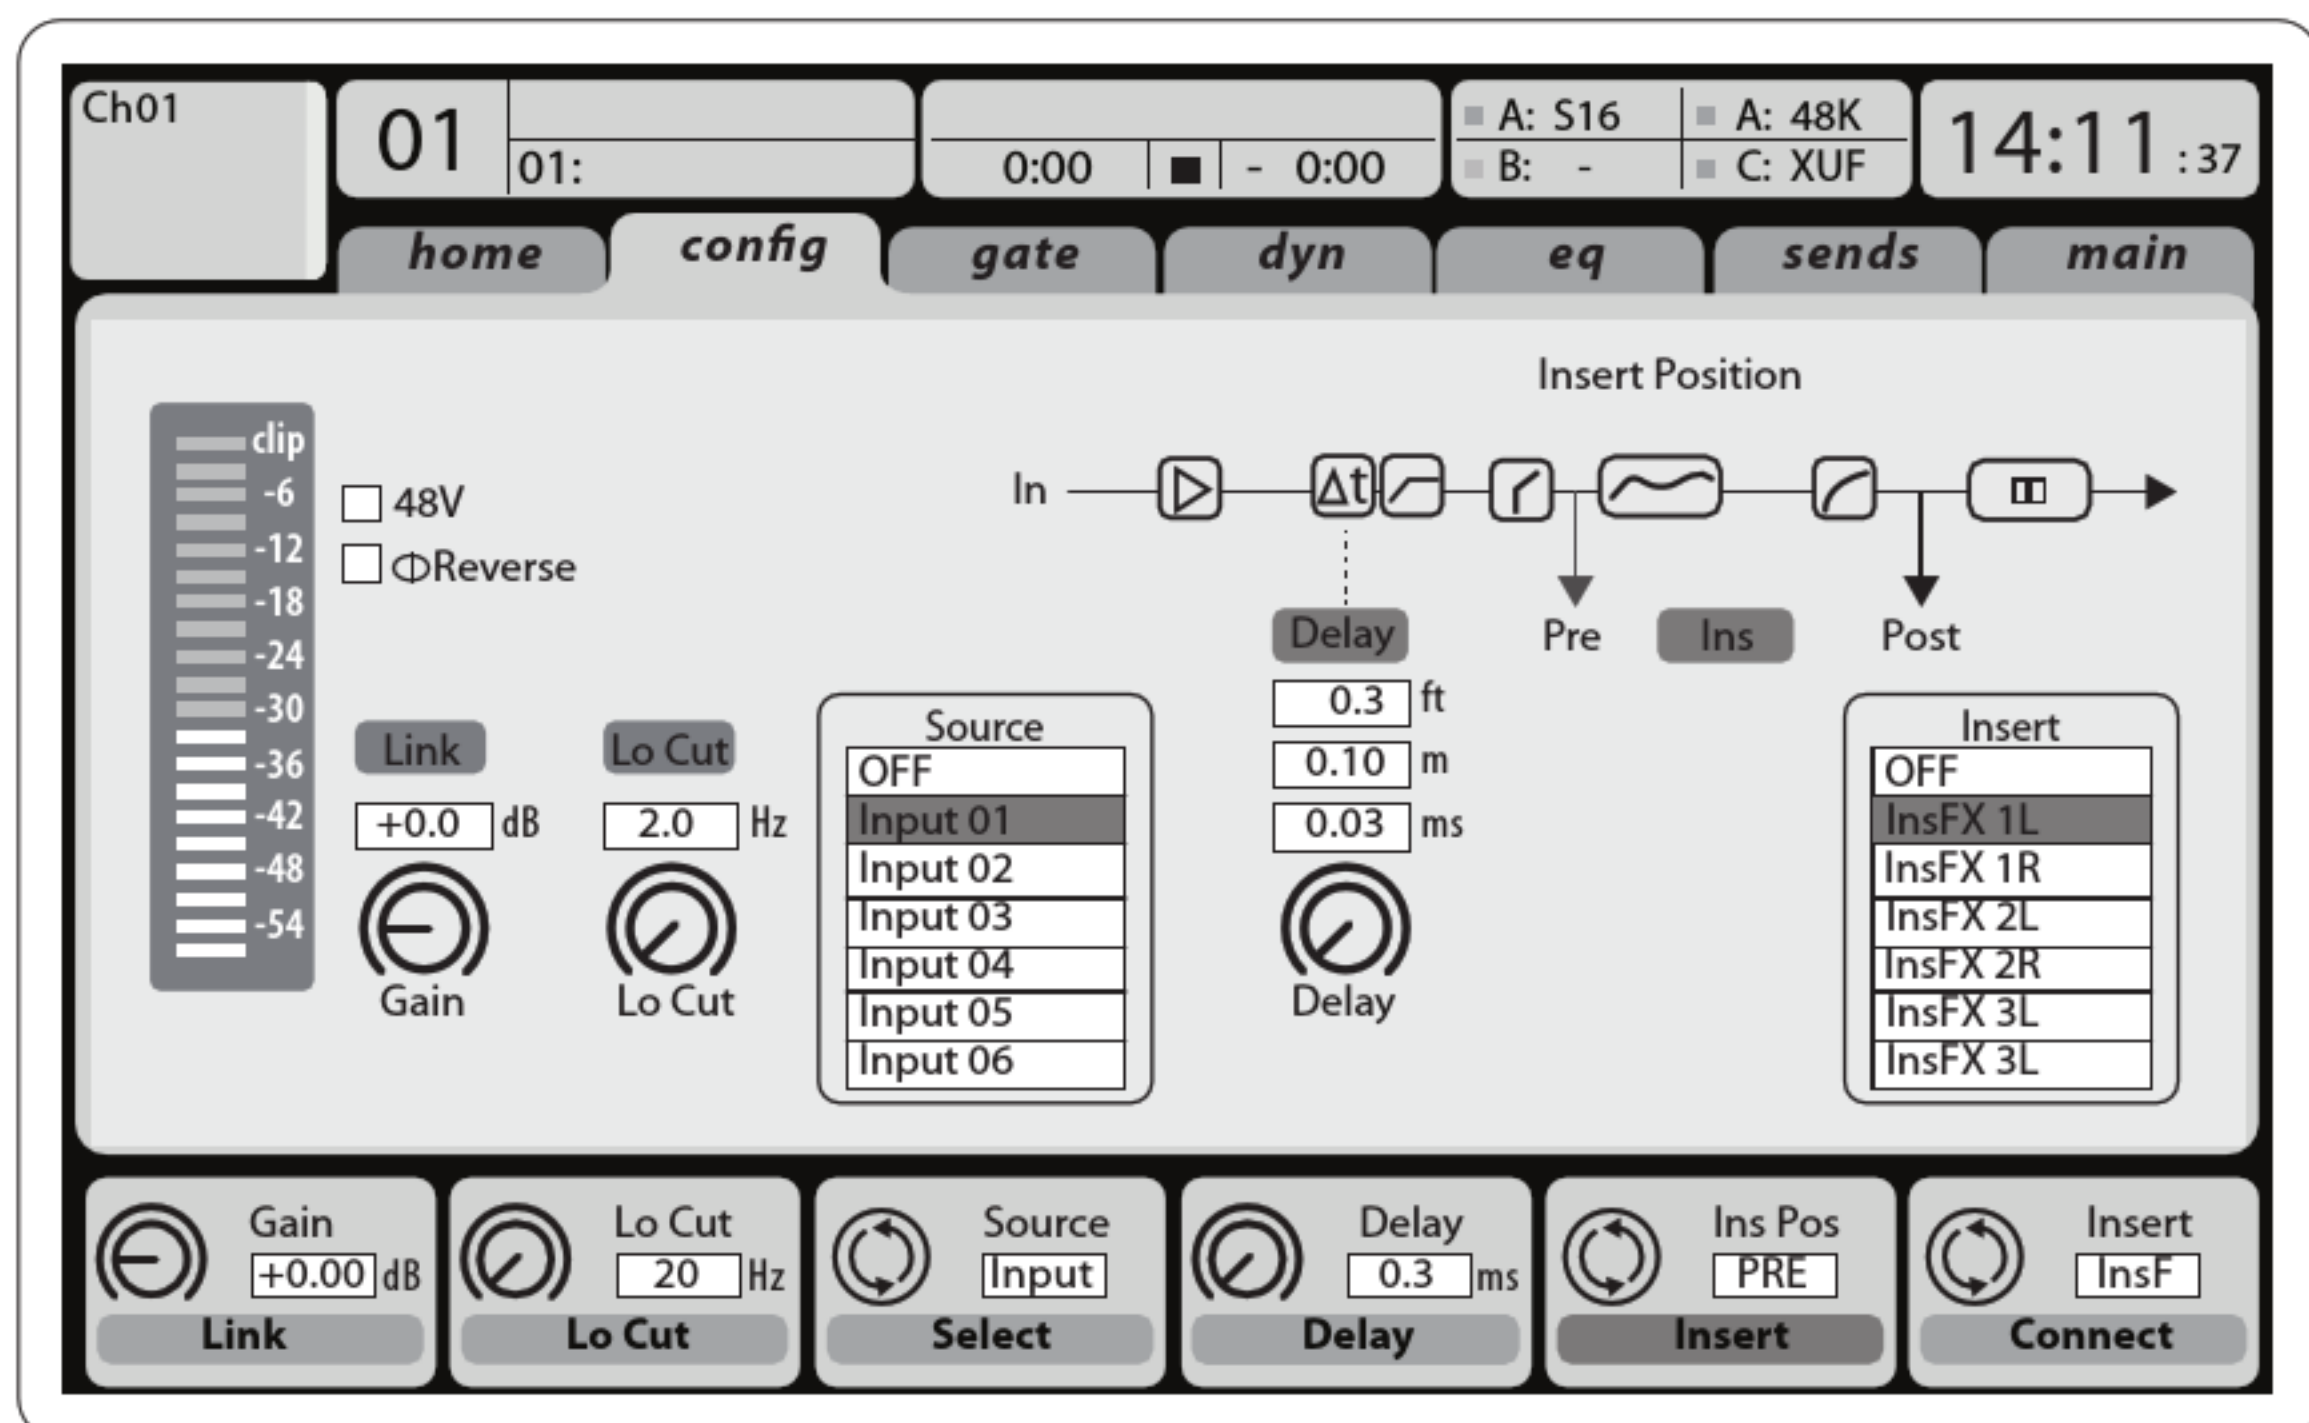 Ch01
01
01:
0:00 - 0:00
A: S16 A: 48K
B: - C: XUF
14:11:37
home config gate dyn eq sends main
Insert Position
clip
-6
-12
-18
-24
-30
-36
-42
-48
-54
48V
ΦReverse
In
Δt
Delay Pre Ins Post
0.3 ft
0.10 m
0.03 ms
Delay
Link
+0.0 dB
Gain
Lo Cut
2.0 Hz
Lo Cut
Source
OFF
Input 01
Input 02
Input 03
Input 04
Input 05
Input 06
Insert
OFF
InsFX 1L
InsFX 1R
InsFX 2L
InsFX 2R
InsFX 3L
InsFX 3L
Gain
+0.00 dB
Link
Lo Cut
20 Hz
Lo Cut
Source
Input
Select
Delay
0.3 ms
Delay
Ins Pos
PRE
Insert
Insert
InsF
Connect